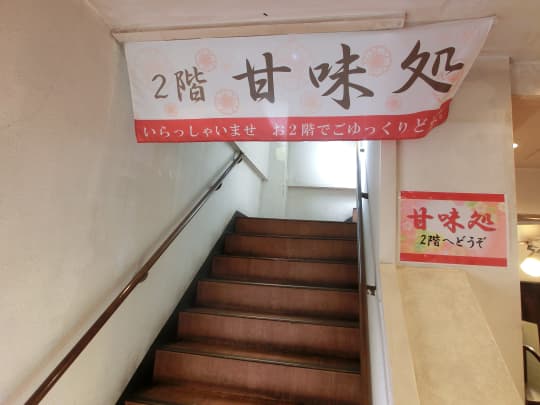 2階 甘味処
いらっしゃいませ お2階でごゆっくりど
甘味処
2階へどうぞ